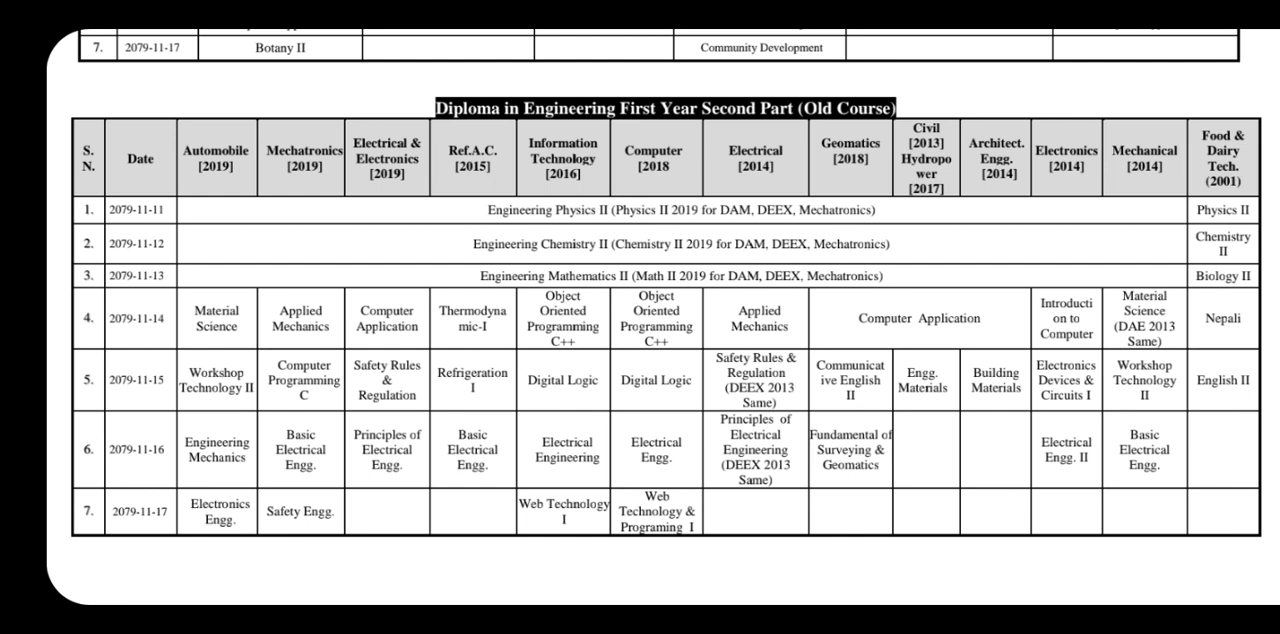 7. 2079-11-17 Botany II Community Development
Diploma in Engineering First Year Second Part (Old Course)
S. N. Date Automobile [2019] Mechatronics [2019] Electrical & Electronics [2019] Ref.A.C. [2015] Information Technology [2016] Computer [2018 Electrical [2014] Geomatics [2018] Civil [2013] Hydropo wer [2017] Architect. Engg. [2014] Electronics [2014] Mechanical [2014] Food & Dairy Tech. (2001)
1. 2079-11-11 Engineering Physics II (Physics II 2019 for DAM, DEEX, Mechatronics) Physics II
2. 2079-11-12 Engineering Chemistry II (Chemistry II 2019 for DAM, DEEX, Mechatronics) Chemistry II
3. 2079-11-13 Engineering Mathematics II (Math II 2019 for DAM, DEEX, Mechatronics) Biology II
4. 2079-11-14 Material Science Applied Mechanics Computer Application Thermodyna mic-I Object Oriented Programming C++ Object Oriented Programming C++ Applied Mechanics Computer Application Introducti on to Computer Material Science (DAE 2013 Same) Nepali
5. 2079-11-15 Workshop Technology II Computer Programming C Safety Rules & Regulation Refrigeration I Digital Logic Digital Logic Safety Rules & Regulation (DEEX 2013 Same) Communicat ive English II Engg. Materials Building Materials Electronics Devices & Circuits I Workshop Technology II English II
6. 2079-11-16 Engineering Mechanics Basic Electrical Engg. Principles of Electrical Engg. Basic Electrical Engg. Electrical Engineering Electrical Engg. Principles of Electrical Engineering (DEEX 2013 Same) Fundamental of Surveying & Geomatics Electrical Engg. II Basic Electrical Engg.
7. 2079-11-17 Electronics Engg. Safety Engg. Web Technology I Web Technology & Programing I